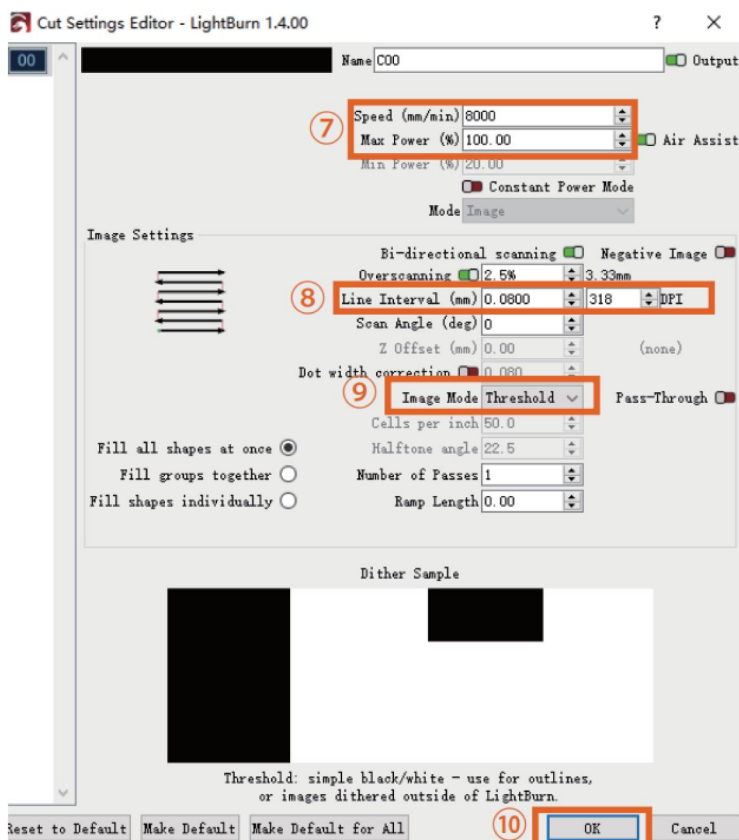 Cut Settings Editor - LightBurn 1.4.00 ? ×
00 Name C00 Output
⑦ Speed (mm/min) 8000
Max Power (%) 100.00 Air Assist
Min Power (%) 20.00
Constant Power Mode
Mode Image
Image Settings
Bi-directional scanning Negative Image
Overscanning 2.5% 3.33mm
⑧ Line Interval (mm) 0.0800 318 DPI
Scan Angle (deg) 0
Z Offset (mm) 0.00 (none)
Dot width correction 0.080
⑨ Image Mode Threshold Pass-Through
Cells per inch 50.0
Fill all shapes at once Halftone angle 22.5
Fill groups together Number of Passes 1
Fill shapes individually Ramp Length 0.00
Dither Sample
Threshold: simple black/white - use for outlines,
or images dithered outside of LightBurn.
Reset to Default Make Default Make Default for All ⑩ OK Cancel